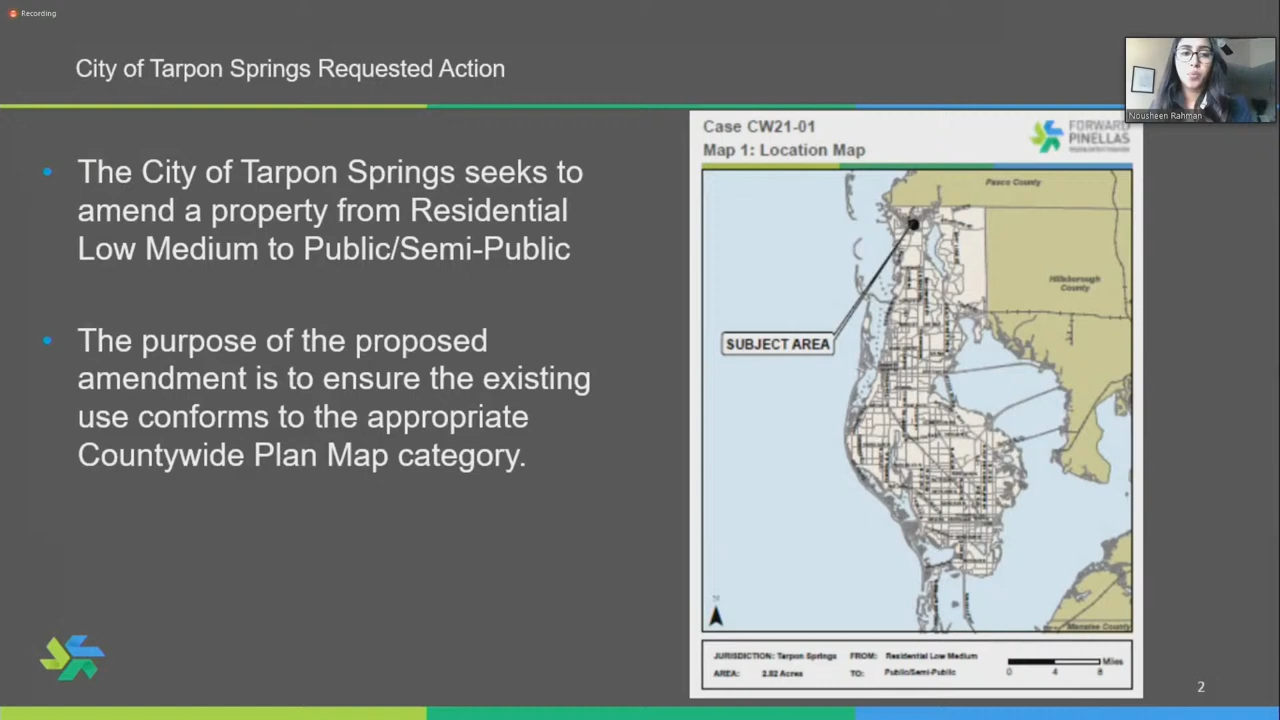 Recording
City of Tarpon Springs Requested Action
Nousheen Rahman
• The City of Tarpon Springs seeks to
amend a property from Residential
Low Medium to Public/Semi-Public
• The purpose of the proposed
amendment is to ensure the existing
use conforms to the appropriate
Countywide Plan Map category.
Case CW21-01
Map 1: Location Map
FORWARD
PINELLAS
Pasco County
Hillsborough
County
SUBJECT AREA
Manatee County
N
JURISDICTION: Tarpon Springs FROM: Residential Low Medium
AREA: 2.82 Acres TO: Public/Semi-Public
Miles
0 4 8
2